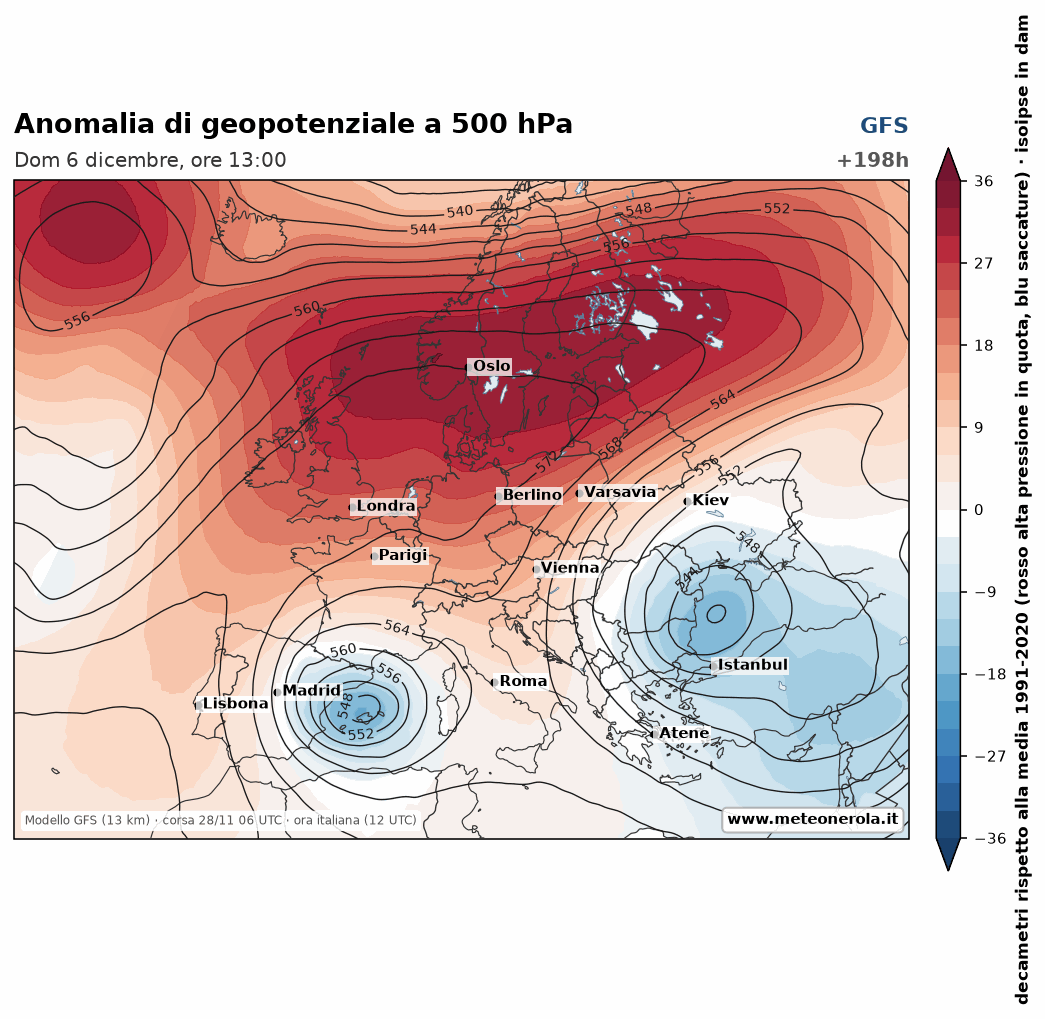 Anomalia di geopotenziale a 500 hPa
GFS
Dom 6 dicembre, ore 13:00
+198h
540
544
548
552
556
556
560
Oslo
564
572
568
556
552
Londra
Berlino
Varsavia
Kiev
Parigi
Vienna
548
544
564
560
556
Istanbul
Roma
Madrid
Lisbona
548
552
Atene
Modello GFS (13 km) · corsa 28/11 06 UTC · ora italiana (12 UTC)
www.meteonerola.it
36
27
18
9
0
−9
−18
−27
−36
decametri rispetto alla media 1991-2020 (rosso alta pressione in quota, blu saccature) · isoipse in dam